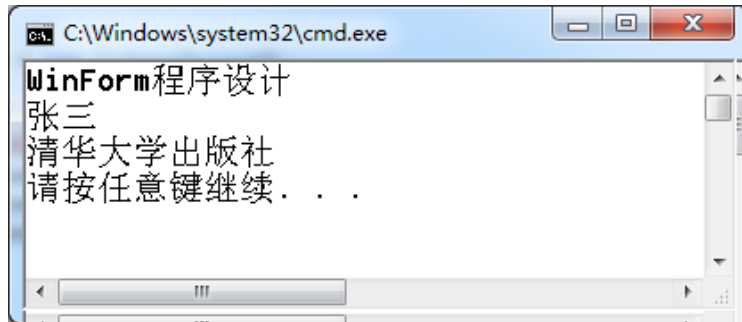 C:\Windows\system32\cmd.exe
WinForm程序设计
张三
清华大学出版社
请按任意键继续. . .